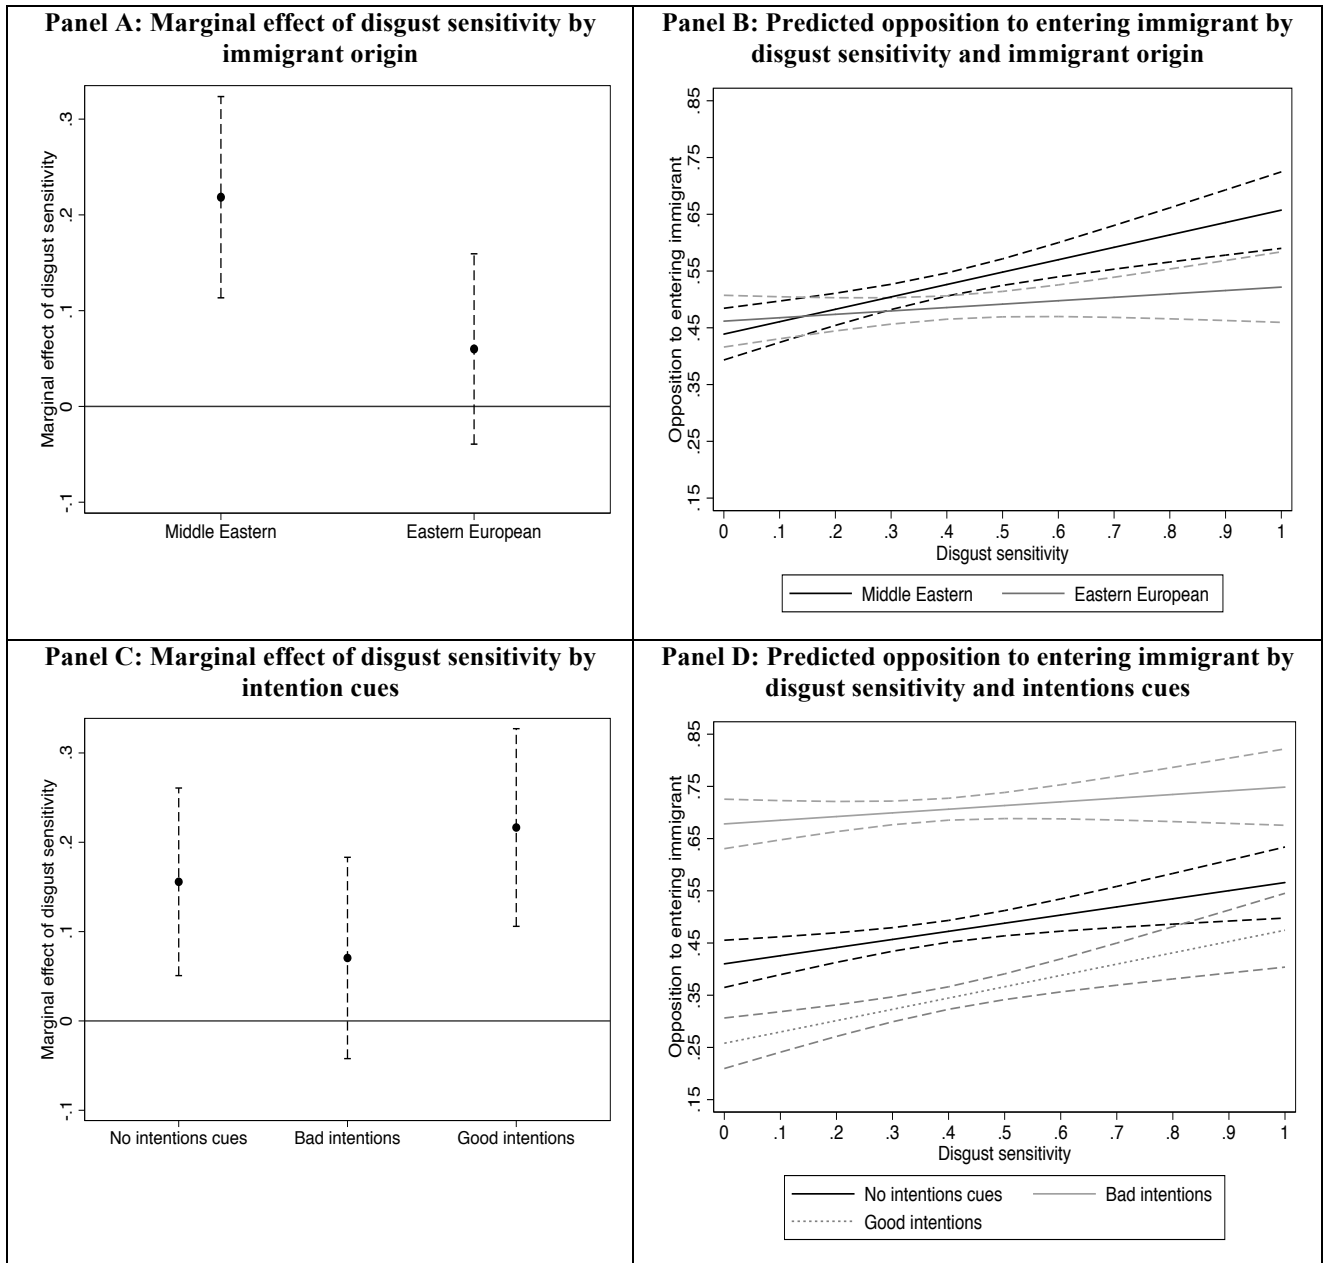 Panel A: Marginal effect of disgust sensitivity by
immigrant origin
Marginal effect of disgust sensitivity
.3
.2
.1
0
-.1
Middle Eastern
Eastern European
Panel B: Predicted opposition to entering immigrant by
disgust sensitivity and immigrant origin
Opposition to entering immigrant
.85
.75
.65
.55
.45
.35
.25
.15
0 .1 .2 .3 .4 .5 .6 .7 .8 .9 1
Disgust sensitivity
Middle Eastern
Eastern European
Panel C: Marginal effect of disgust sensitivity by
intention cues
Marginal effect of disgust sensitivity
.3
.2
.1
0
-.1
No intentions cues
Bad intentions
Good intentions
Panel D: Predicted opposition to entering immigrant by
disgust sensitivity and intentions cues
Opposition to entering immigrant
.85
.75
.65
.55
.45
.35
.25
.15
0 .1 .2 .3 .4 .5 .6 .7 .8 .9 1
Disgust sensitivity
No intentions cues
Bad intentions
Good intentions